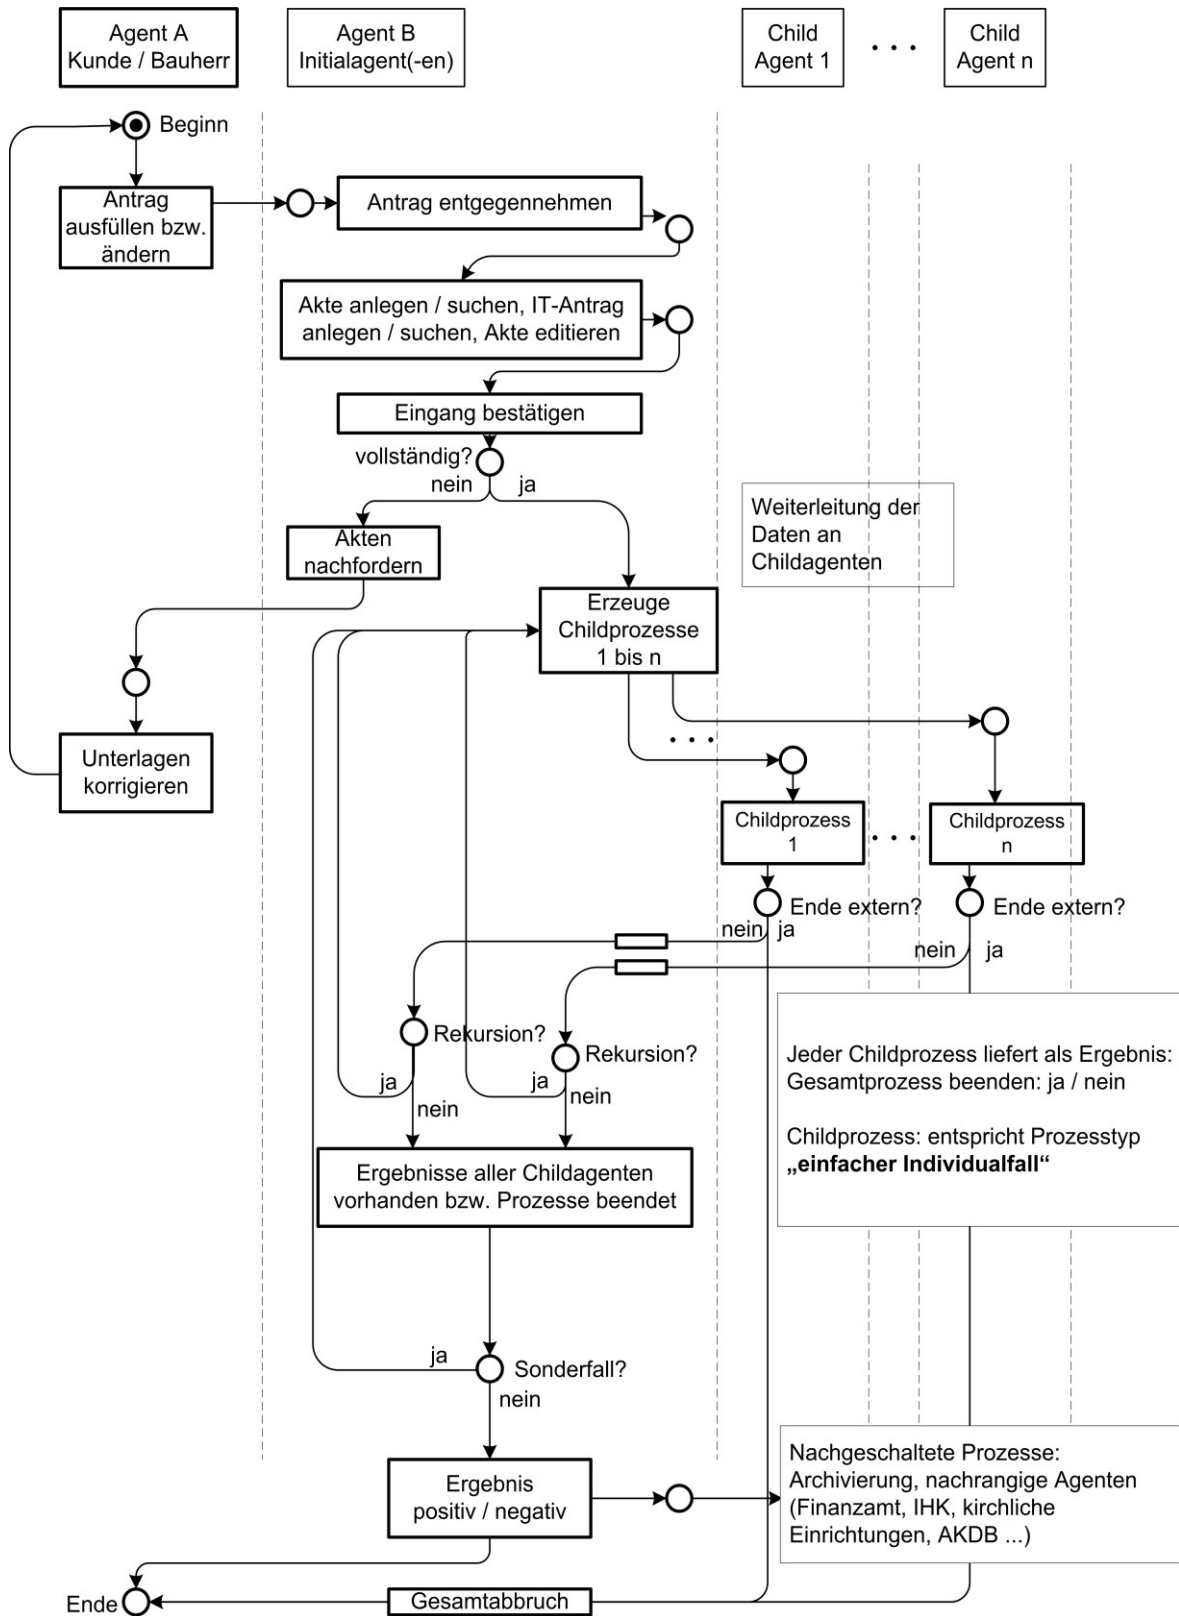 Agent A
Kunde / Bauherr
Agent B
Initialagent(-en)
Child
Agent 1
. . .
Child
Agent n
Beginn
Antrag
ausfüllen bzw.
ändern
Antrag entgegennehmen
Akte anlegen / suchen, IT-Antrag
anlegen / suchen, Akte editieren
Eingang bestätigen
vollständig?
nein
ja
Akten
nachfordern
Weiterleitung der
Daten an
Childagenten
Erzeuge
Childprozesse
1 bis n
. . .
Unterlagen
korrigieren
Childprozess
1
. . .
Childprozess
n
Ende extern?
nein
ja
Ende extern?
nein
ja
Rekursion?
ja
nein
Rekursion?
ja
nein
Jeder Childprozess liefert als Ergebnis:
Gesamtprozess beenden: ja / nein
Childprozess: entspricht Prozesstyp
„einfacher Individualfall“
Ergebnisse aller Childagenten
vorhanden bzw. Prozesse beendet
ja
Sonderfall?
nein
Ergebnis
positiv / negativ
Nachgeschaltete Prozesse:
Archivierung, nachrangige Agenten
(Finanzamt, IHK, kirchliche
Einrichtungen, AKDB ...)
Ende
Gesamtabbruch